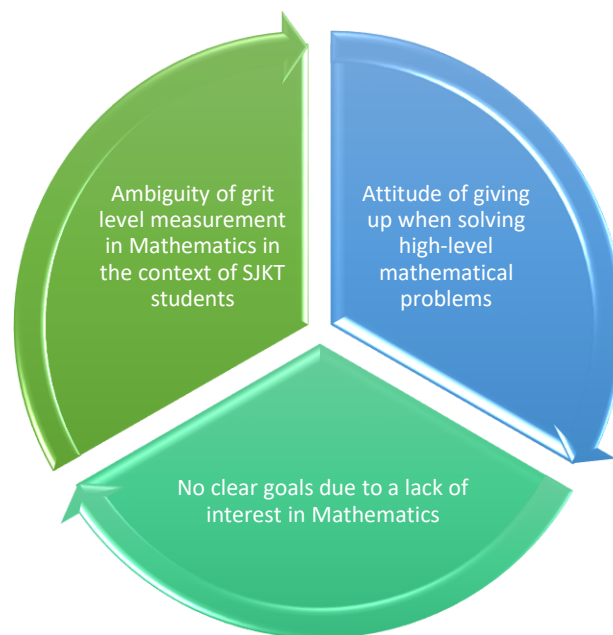 Ambiguity of grit
level measurement
in Mathematics in
the context of SJKT
students
Attitude of giving
up when solving
high-level
mathematical
problems
No clear goals due to a lack of
interest in Mathematics